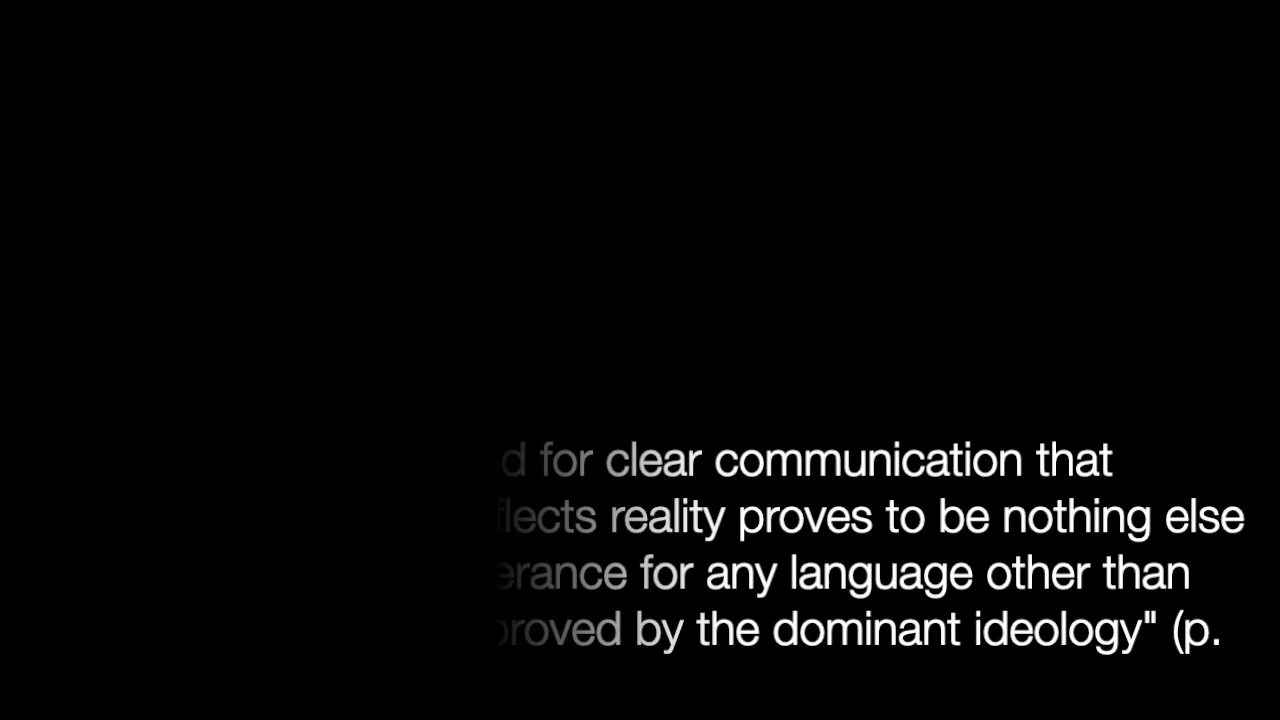 for clear communication that
reality proves to be nothing else
for any language other than
by the dominant ideology" (p.